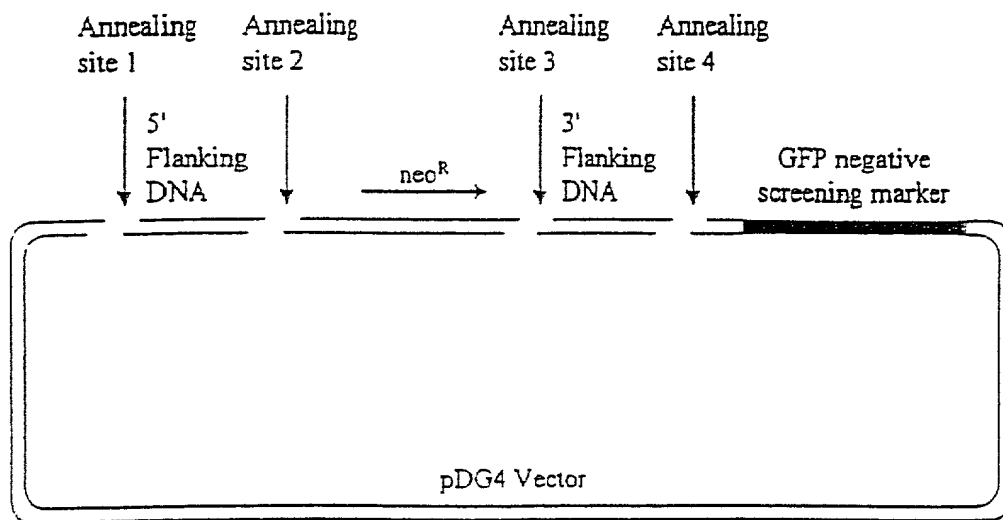 Annealing
site 1
Annealing
site 2
Annealing
site 3
Annealing
site 4
5'
Flanking
DNA
neoᴿ
3'
Flanking
DNA
GFP negative
screening marker
pDG4 Vector